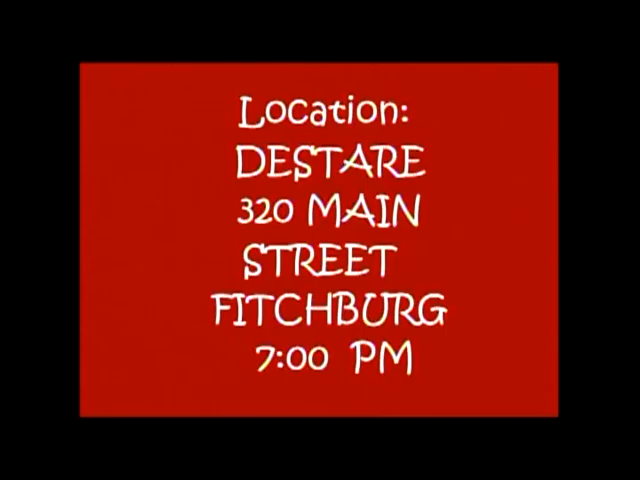 Location:
DESTARE
320 MAIN
STREET
FITCHBURG
7:00 PM